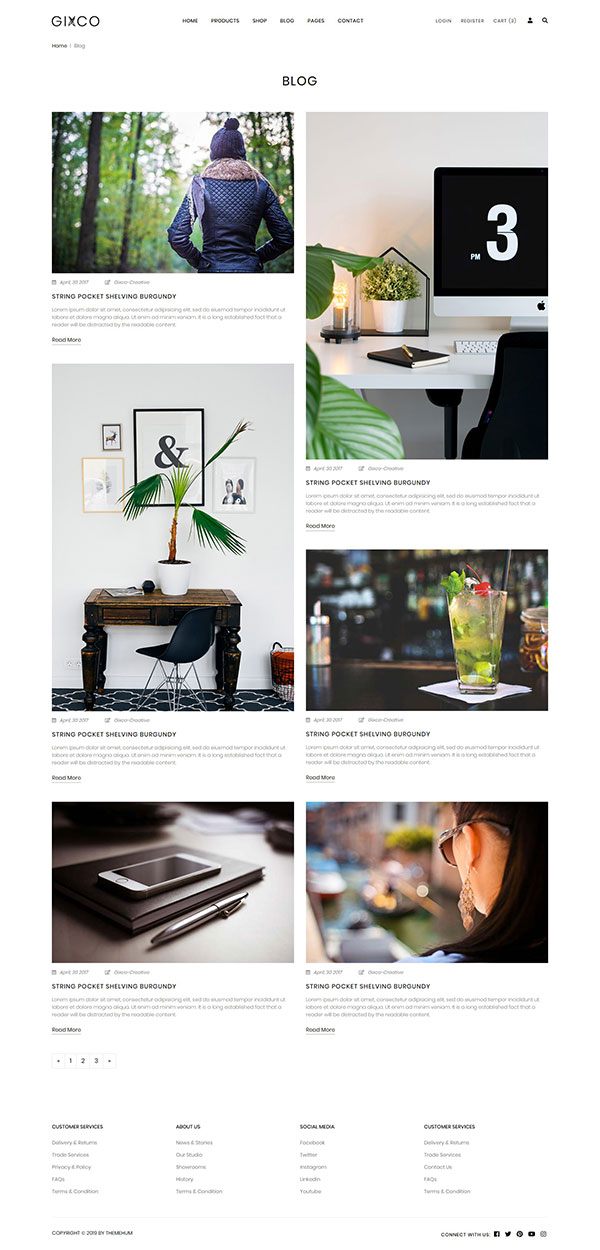 GIXCO
HOME PRODUCTS SHOP BLOG PAGES CONTACT
LOGIN REGISTER CART (2)
Home | Blog
BLOG
April, 30 2017 Gixco-Creative
STRING POCKET SHELVING BURGUNDY
Lorem ipsum dolor sit amet, consectetur adipisicing elit, sed do eiusmod tempor incididunt ut
labore et dolore magna aliqua. Ut enim ad minim veniam. It is a long established fact that a
reader will be distracted by the readable content.
Read More
3
PM
April, 30 2017 Gixco-Creative
STRING POCKET SHELVING BURGUNDY
Lorem ipsum dolor sit amet, consectetur adipisicing elit, sed do eiusmod tempor incididunt ut
labore et dolore magna aliqua. Ut enim ad minim veniam. It is a long established fact that a
reader will be distracted by the readable content.
Read More
&
April, 30 2017 Gixco-Creative
STRING POCKET SHELVING BURGUNDY
Lorem ipsum dolor sit amet, consectetur adipisicing elit, sed do eiusmod tempor incididunt ut
labore et dolore magna aliqua. Ut enim ad minim veniam. It is a long established fact that a
reader will be distracted by the readable content.
Read More
April, 30 2017 Gixco-Creative
STRING POCKET SHELVING BURGUNDY
Lorem ipsum dolor sit amet, consectetur adipisicing elit, sed do eiusmod tempor incididunt ut
labore et dolore magna aliqua. Ut enim ad minim veniam. It is a long established fact that a
reader will be distracted by the readable content.
Read More
April, 30 2017 Gixco-Creative
STRING POCKET SHELVING BURGUNDY
Lorem ipsum dolor sit amet, consectetur adipisicing elit, sed do eiusmod tempor incididunt ut
labore et dolore magna aliqua. Ut enim ad minim veniam. It is a long established fact that a
reader will be distracted by the readable content.
Read More
April, 30 2017 Gixco-Creative
STRING POCKET SHELVING BURGUNDY
Lorem ipsum dolor sit amet, consectetur adipisicing elit, sed do eiusmod tempor incididunt ut
labore et dolore magna aliqua. Ut enim ad minim veniam. It is a long established fact that a
reader will be distracted by the readable content.
Read More
« 1 2 3 »
CUSTOMER SERVICES
Delivery & Returns
Trade Services
Privacy & Policy
FAQs
Terms & Condition
ABOUT US
News & Stories
Our Studio
Showrooms
History
Terms & Condition
SOCIAL MEDIA
Facebook
Twitter
Instagram
Linkedin
Youtube
CUSTOMER SERVICES
Delivery & Returns
Trade Services
Contact Us
FAQs
Terms & Condition
COPYRIGHT © 2019 BY THEMEHUM
CONNECT WITH US: